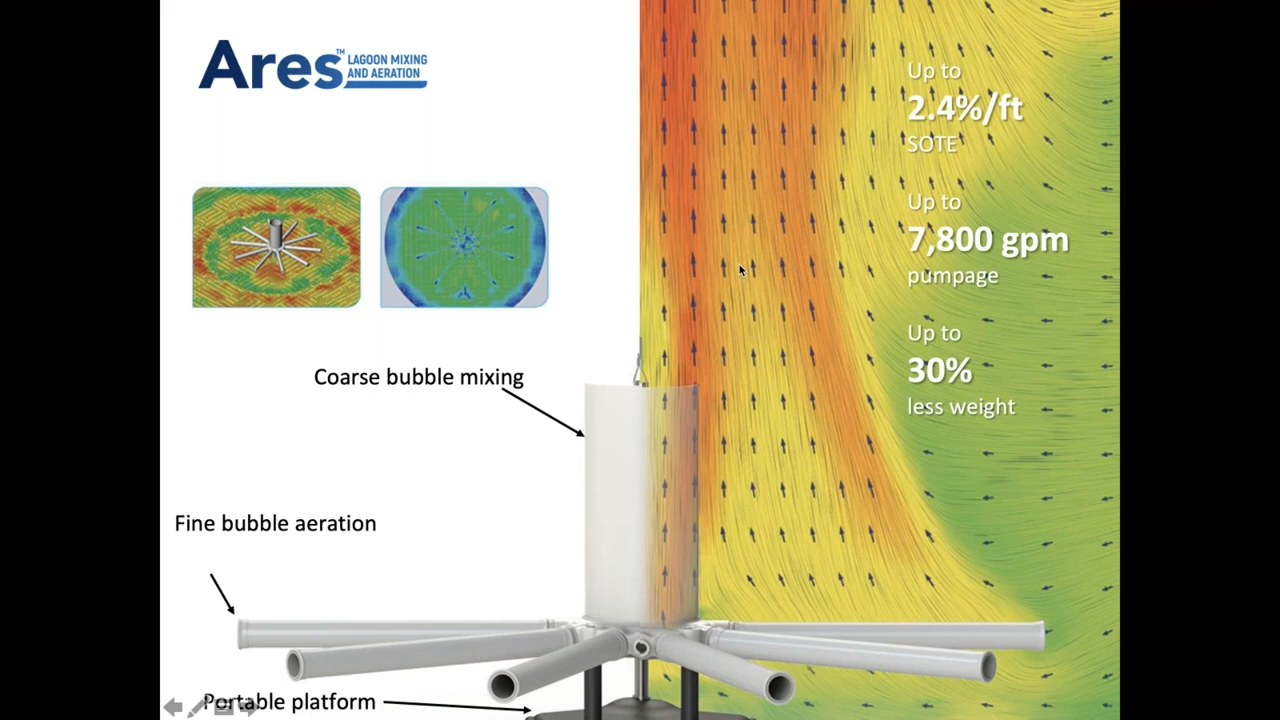 Ares™ LAGOON MIXING
AND AERATION
Up to
2.4%/ft
SOTE
Up to
7,800 gpm
pumpage
Up to
30%
less weight
Coarse bubble mixing
Fine bubble aeration
Portable platform